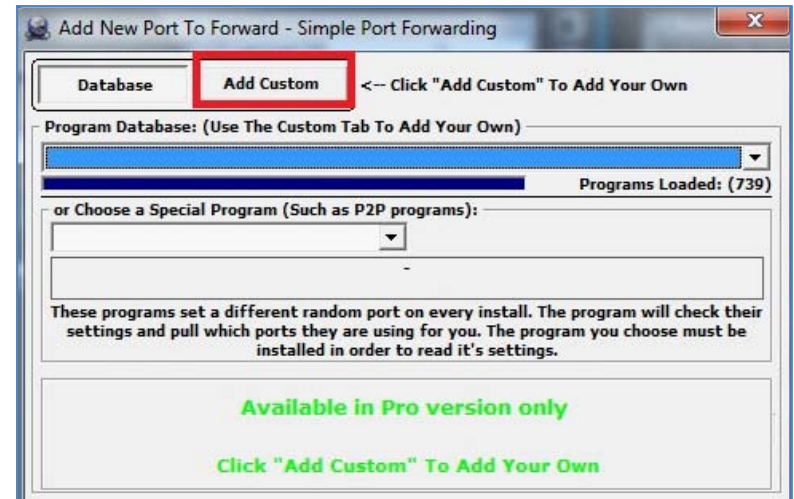 Add New Port To Forward - Simple Port Forwarding
Database
Add Custom
<-- Click "Add Custom" To Add Your Own
Program Database: (Use The Custom Tab To Add Your Own)
Programs Loaded: (739)
or Choose a Special Program (Such as P2P programs):
-
These programs set a different random port on every install. The program will check their
settings and pull which ports they are using for you. The program you choose must be
installed in order to read it's settings.
Available in Pro version only
Click "Add Custom" To Add Your Own